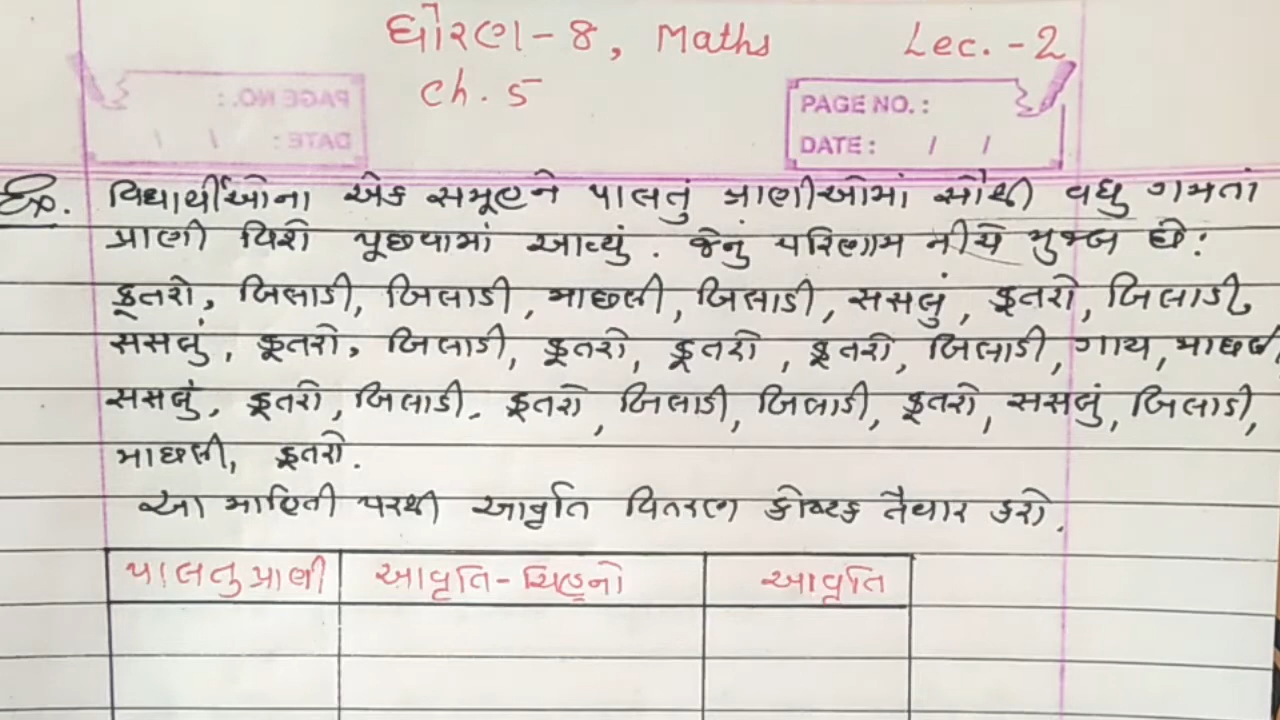 ધોરણ-8, Maths Lec. -2
Ch. 5
PAGE NO. :
DATE : / /
Ex. વિદ્યાર્થીઓના એક સમૂહને પાલતું પ્રાણીઓમાં સૌથી વધુ ગમતાં
પ્રાણી વિશે પૂછવામાં આવ્યું. જેનું પરિણામ નીચે મુજબ છે:
કૂતરો, બિલાડી, બિલાડી, માછલી, બિલાડી, સસલું, કૂતરો, બિલાડી,
સસલું, કૂતરો, બિલાડી, કૂતરો, કૂતરો, કૂતરો, બિલાડી, ગાય, માછલી,
સસલું, કૂતરો, બિલાડી, કૂતરો, બિલાડી, બિલાડી, કૂતરો, સસલું, બિલાડી,
માછલી, કૂતરો.
આ માહિતી પરથી આવૃતિ વિતરણ કોષ્ટક તૈયાર કરો.
પાલતુ પ્રાણી આવૃતિ-ચિહ્નો આવૃતિ